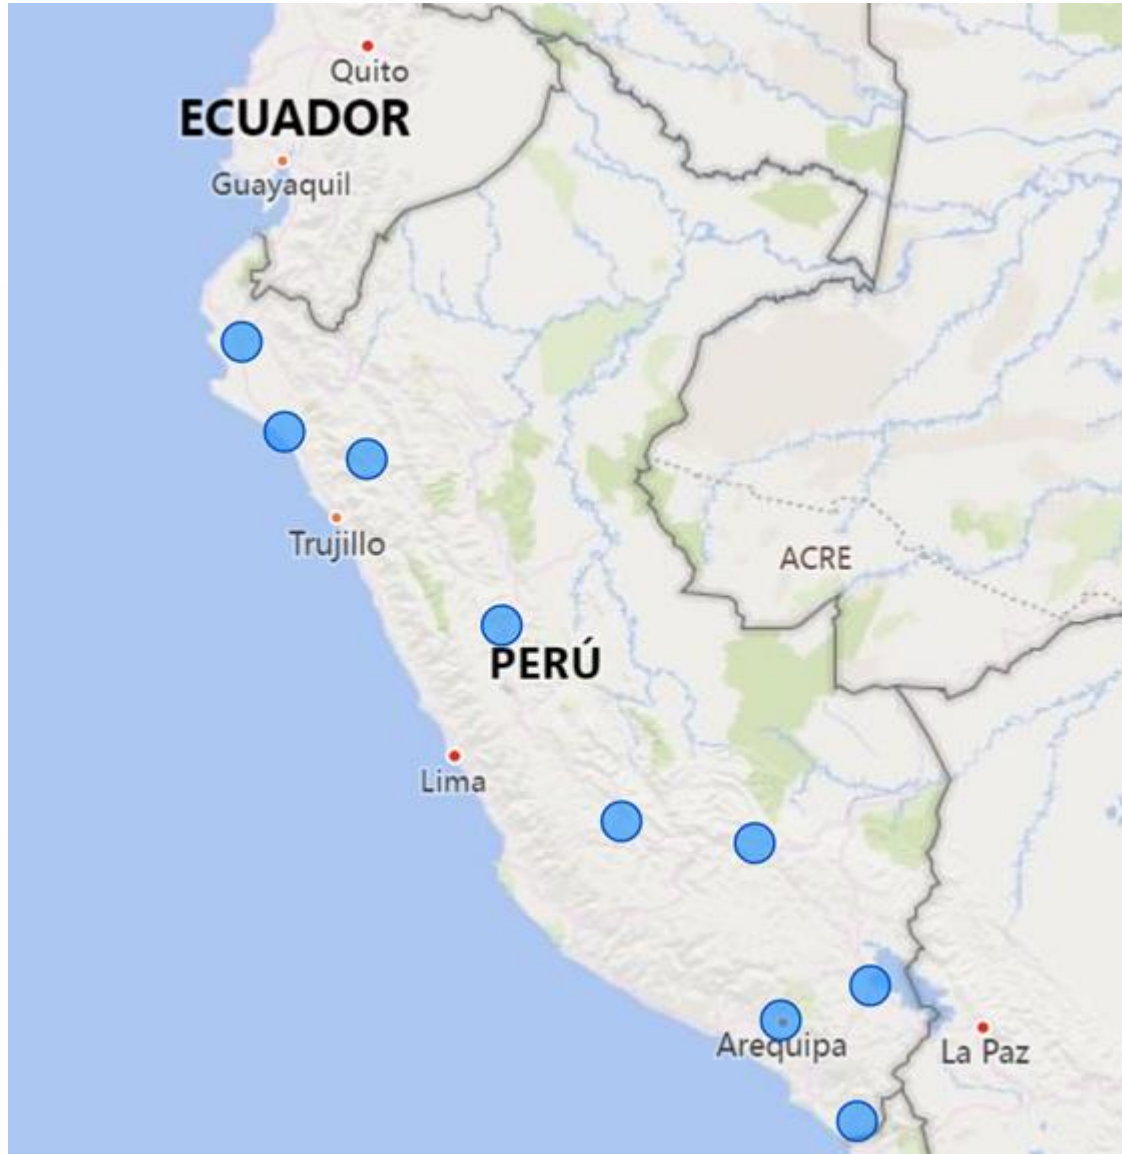 Quito
ECUADOR
Guayaquil
Trujillo
ACRE
PERÚ
Lima
Arequipa
La Paz